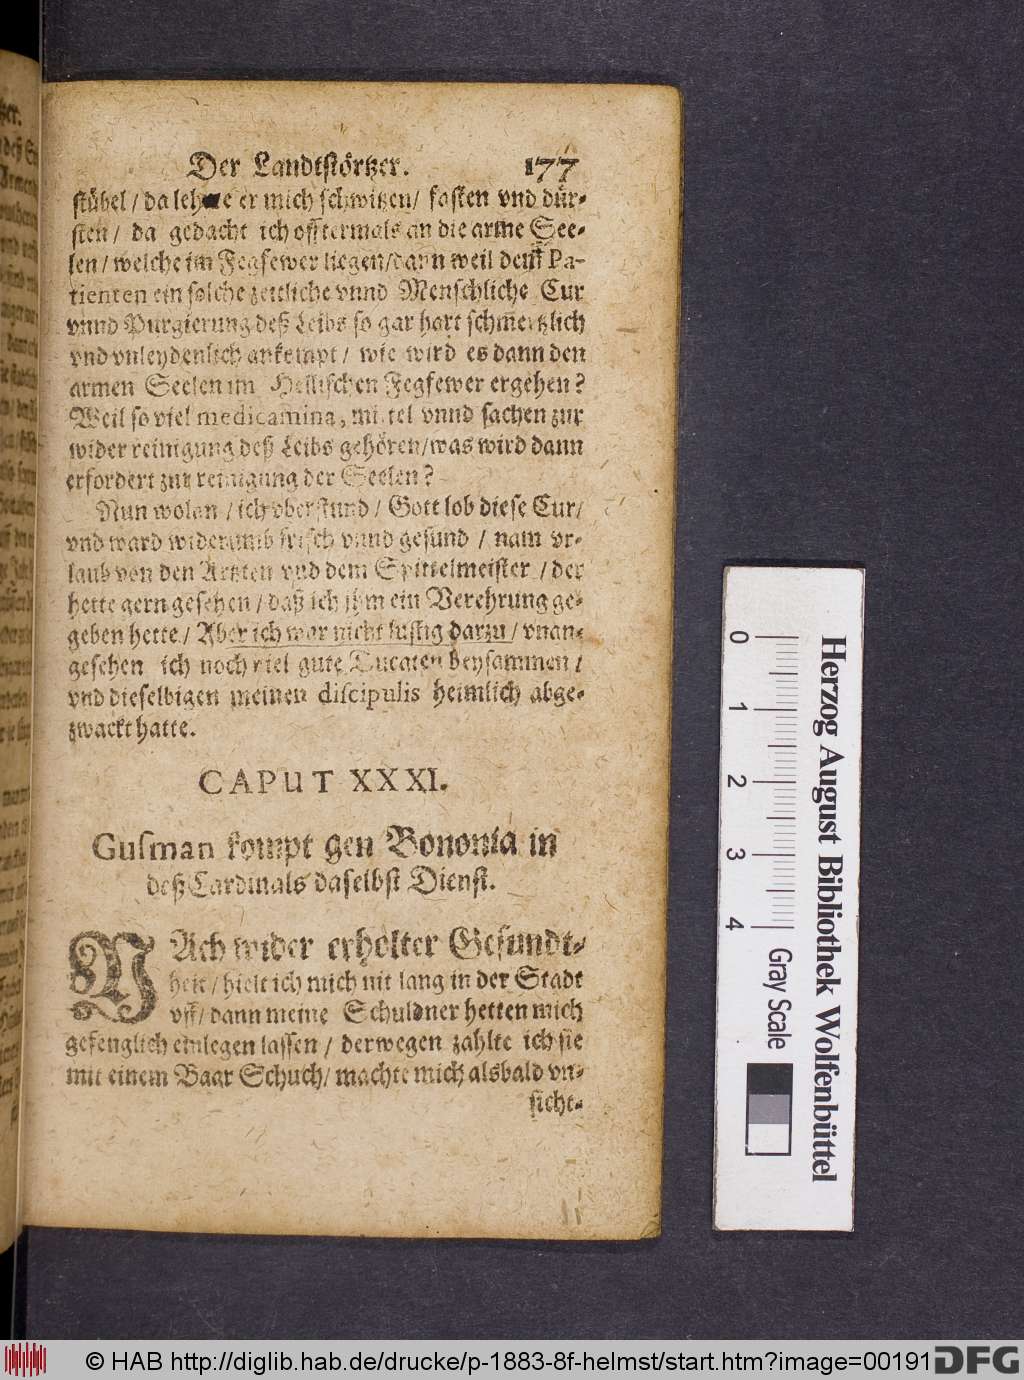 Der Landtstörtzer. 177
stübel / da lehrte er mich schwitzen / fasten vnd dür-
sten / da gedacht ich offtermals an die arme See-
len / welche im Fegfewer liegen / dann weil dem Pa-
tienten ein solche zeitliche vnnd Menschliche Cur
vnnd Purgierung deß Leibs so gar hart schmertzlich
vnd vnleydenlich ankempt / wie wird es dann den
armen Seelen im Hellischen Fegfewer ergehen?
Weil so viel medicamina, mittel vnnd sachen zur
wider reinigung deß Leibs gehören / was wird dann
erfordert zur reinigung der Seelen?
Nun wolan / ich vberstund / Gott lob diese Cur /
vnd ward widerumb frisch vnnd gesund / nam vr-
laub von den Artzten vnd dem Spittelmeister / der
hette gern gesehen / daß ich jhm ein Verehrung ge-
geben hette / Aber ich war nicht lustig darzu / vnan-
gesehen ich noch viel gute Ducaten beysammen /
vnd dieselbigen meinen discipulis heimlich abge-
zwackt hatte.
CAPUT XXXI.
Gusman kompt gen Bononia in
deß Cardinals daselbst Dienst.
NAch wider erholter Gesundt-
heit / hielt ich mich nit lang in der Stadt
vff / dann meine Schuldner hetten mich
gefenglich einlegen lassen / derwegen zahlte ich sie
mit einem Baar Schuch / machte mich alsbald vn-
sicht-
0 1 2 3 4
Gray Scale
Herzog August Bibliothek Wolfenbüttel
© HAB http://diglib.hab.de/drucke/p-1883-8f-helmst/start.htm?image=00191
DFG